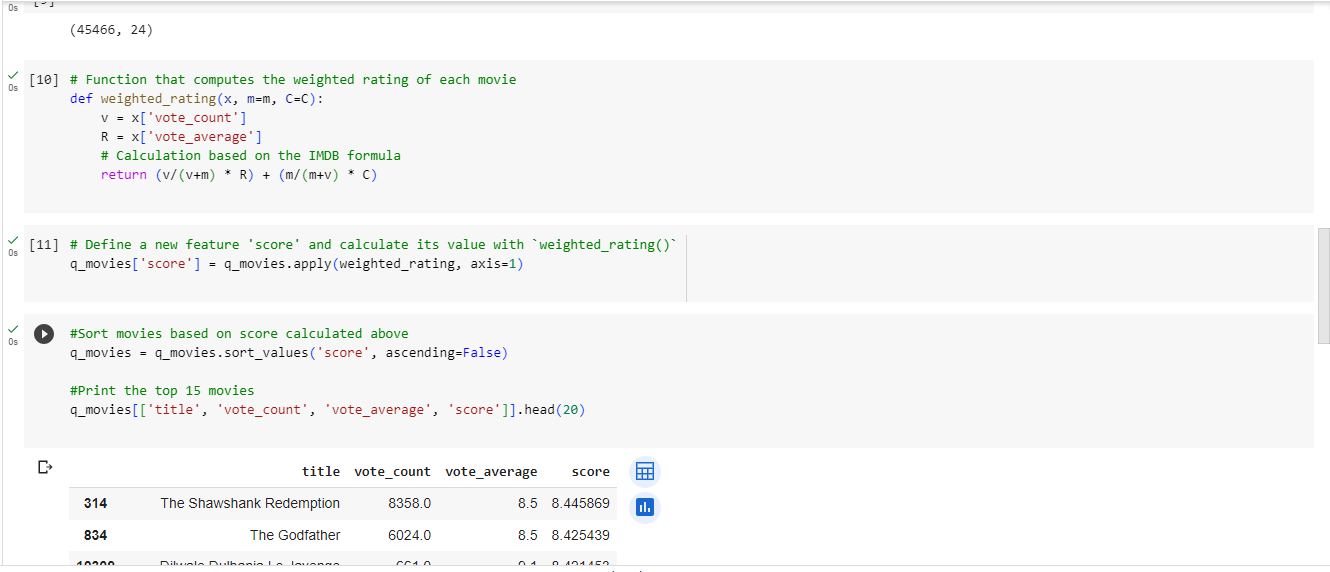 0s
(45466, 24)
0s
[10] # Function that computes the weighted rating of each movie
def weighted_rating(x, m=m, C=C):
v = x['vote_count']
R = x['vote_average']
# Calculation based on the IMDB formula
return (v/(v+m) * R) + (m/(m+v) * C)
0s
[11] # Define a new feature 'score' and calculate its value with `weighted_rating()`
q_movies['score'] = q_movies.apply(weighted_rating, axis=1)
0s
#Sort movies based on score calculated above
q_movies = q_movies.sort_values('score', ascending=False)
#Print the top 15 movies
q_movies[['title', 'vote_count', 'vote_average', 'score']].head(20)
title vote_count vote_average score
314 The Shawshank Redemption 8358.0 8.5 8.445869
834 The Godfather 6024.0 8.5 8.425439